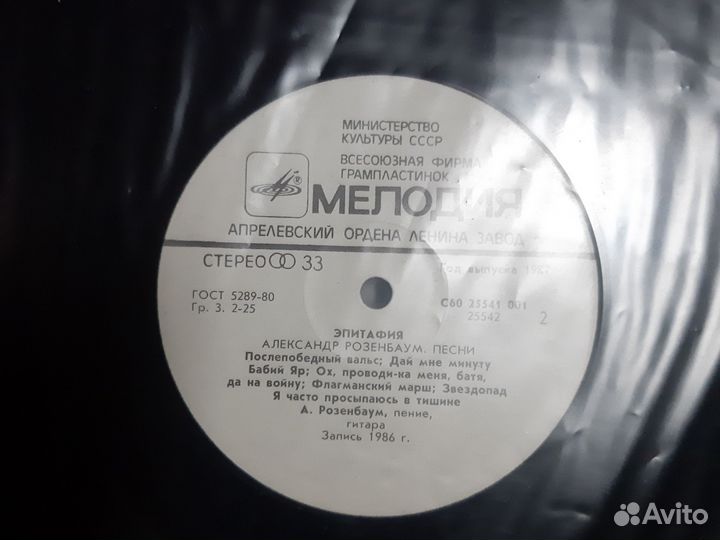 МИНИСТЕРСТВО
КУЛЬТУРЫ СССР
ВСЕСОЮЗНАЯ ФИРМА
ГРАМПЛАСТИНОК
МЕЛОДИЯ
АПРЕЛЕВСКИЙ ОРДЕНА ЛЕНИНА ЗАВОД
СТЕРЕО 33
Год выпуска 1987
ГОСТ 5289-80
Гр. 3. 2-25
С60 25541 001
25542
2
ЭПИТАФИЯ
АЛЕКСАНДР РОЗЕНБАУМ. ПЕСНИ
Послепобедный вальс; Дай мне минуту
Бабий Яр; Ох, проводи-ка меня, батя,
да на войну; Флагманский марш; Звездопад
Я часто просыпаюсь в тишине
А. Розенбаум, пение,
гитара
Запись 1986 г.
Avito